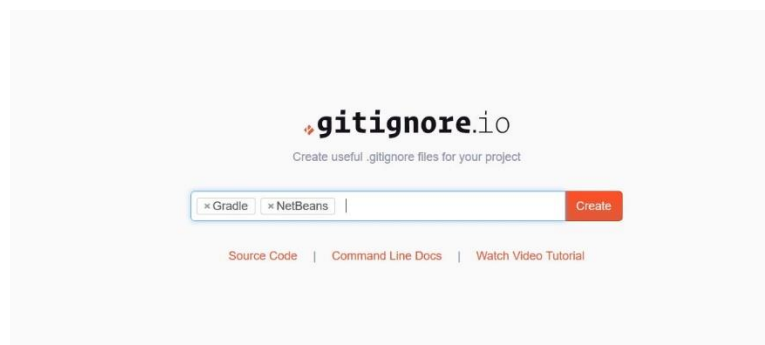 .gitignore.io
Create useful .gitignore files for your project
× Gradle × NetBeans Create
Source Code | Command Line Docs | Watch Video Tutorial